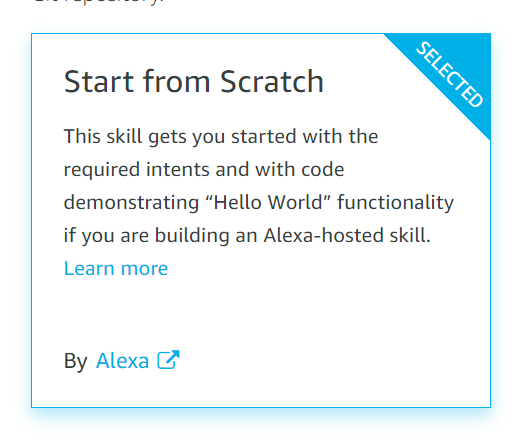 Git repository.
Start from Scratch
SELECTED
This skill gets you started with the
required intents and with code
demonstrating “Hello World” functionality
if you are building an Alexa-hosted skill.
Learn more
By Alexa